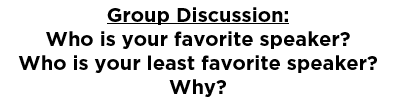 Group Discussion:
Who is your favorite speaker?
Who is your least favorite speaker?
Why?